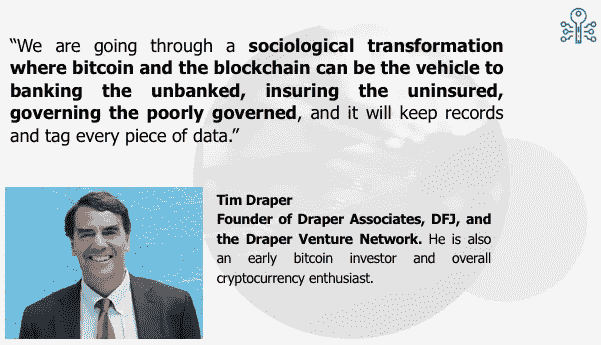 “We are going through a sociological transformation
where bitcoin and the blockchain can be the vehicle to
banking the unbanked, insuring the uninsured,
governing the poorly governed, and it will keep records
and tag every piece of data.”
Tim Draper
Founder of Draper Associates, DFJ, and
the Draper Venture Network. He is also
an early bitcoin investor and overall
cryptocurrency enthusiast.